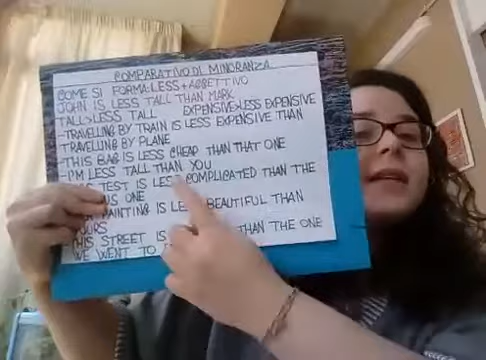 COMPARATIVO DI MINORANZA
COME SI FORMA: LESS + AGGETTIVO
JOHN IS LESS TALL THAN MARK
TALL>LESS TALL EXPENSIVE>LESS EXPENSIVE
-TRAVELLING BY TRAIN IS LESS EXPENSIVE THAN
TRAVELLING BY PLANE
-THIS BAG IS LESS CHEAP THAN THAT ONE
-I'M LESS TALL THAN YOU
TEST IS LESS COMPLICATED THAN THE
ONE
PAINTING IS LESS BEAUTIFUL THAN
YOURS
THIS STREET IS THAN THE ONE
WE WENT TO